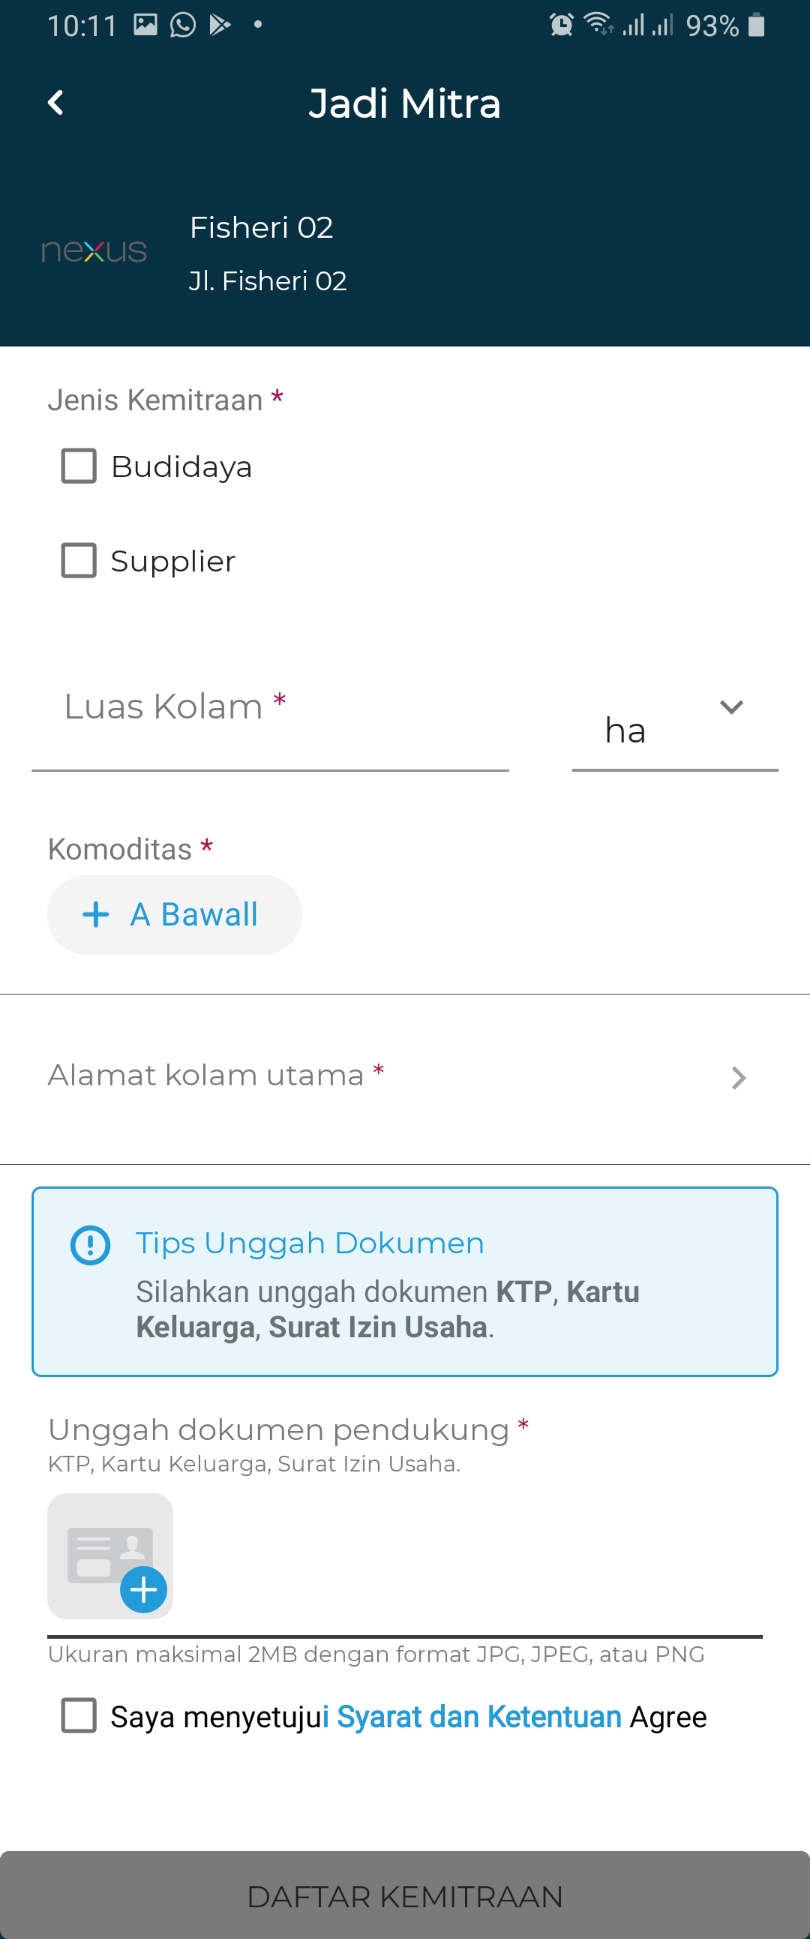 10:11 93%
Jadi Mitra
nexus
Fisheri 02
Jl. Fisheri 02
Jenis Kemitraan *
Budidaya
Supplier
Luas Kolam *
ha
Komoditas *
+ A Bawall
Alamat kolam utama *
Tips Unggah Dokumen
Silahkan unggah dokumen KTP, Kartu
Keluarga, Surat Izin Usaha.
Unggah dokumen pendukung *
KTP, Kartu Keluarga, Surat Izin Usaha.
Ukuran maksimal 2MB dengan format JPG, JPEG, atau PNG
Saya menyetujui Syarat dan Ketentuan Agree
DAFTAR KEMITRAAN